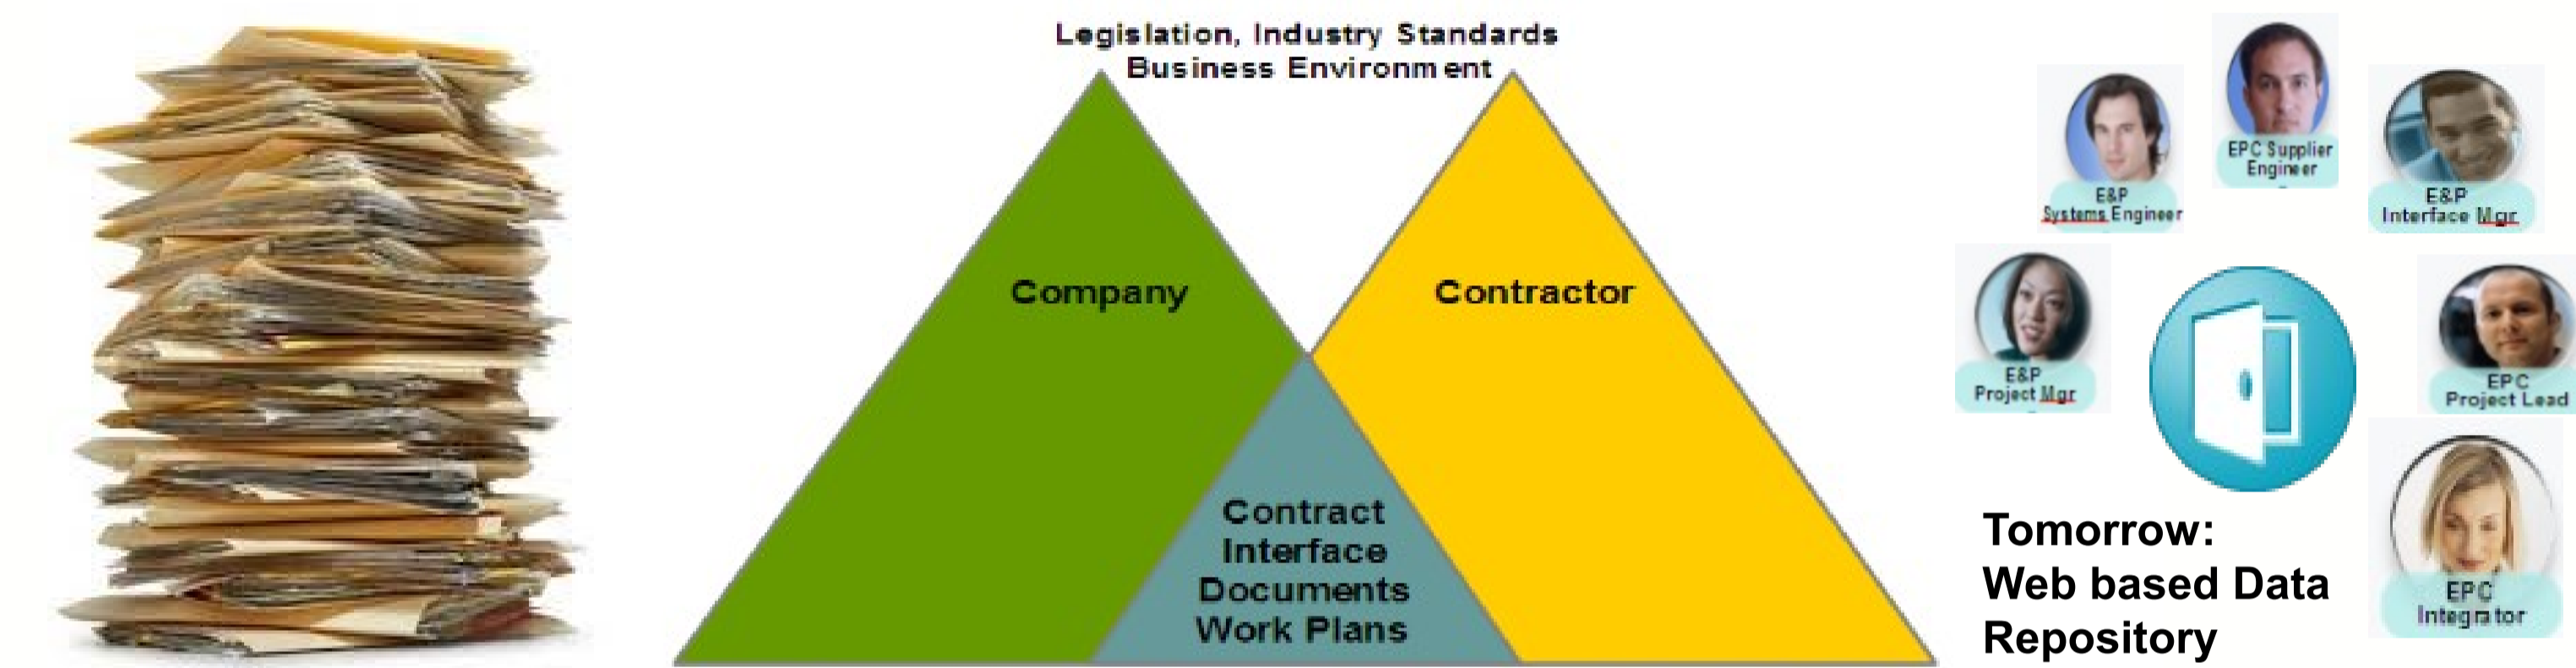 Legislation, Industry Standards
Business Environment
Company
Contractor
Contract
Interface
Documents
Work Plans
EPC Supplier
Engineer
E&P
Systems Engineer
E&P
Interface Mgr
E&P
Project Mgr
EPC
Project Lead
EPC
Integrator
Tomorrow:
Web based Data
Repository